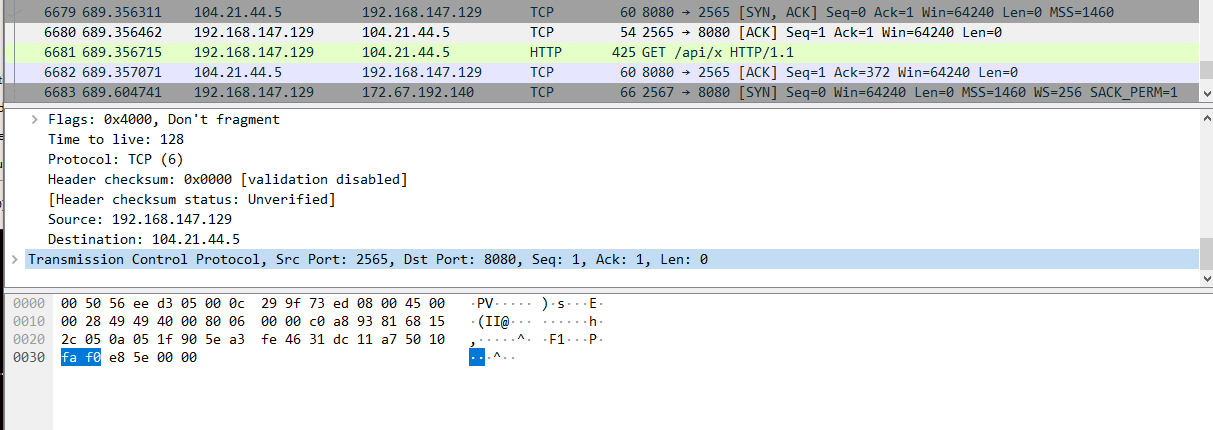 6679 689.356311 104.21.44.5 192.168.147.129 TCP 60 8080 → 2565 [SYN, ACK] Seq=0 Ack=1 Win=64240 Len=0 MSS=1460
6680 689.356462 192.168.147.129 104.21.44.5 TCP 54 2565 → 8080 [ACK] Seq=1 Ack=1 Win=64240 Len=0
6681 689.356715 192.168.147.129 104.21.44.5 HTTP 425 GET /api/x HTTP/1.1
6682 689.357071 104.21.44.5 192.168.147.129 TCP 60 8080 → 2565 [ACK] Seq=1 Ack=372 Win=64240 Len=0
6683 689.604741 192.168.147.129 172.67.192.140 TCP 66 2567 → 8080 [SYN] Seq=0 Win=64240 Len=0 MSS=1460 WS=256 SACK_PERM=1
Flags: 0x4000, Don't fragment
Time to live: 128
Protocol: TCP (6)
Header checksum: 0x0000 [validation disabled]
[Header checksum status: Unverified]
Source: 192.168.147.129
Destination: 104.21.44.5
Transmission Control Protocol, Src Port: 2565, Dst Port: 8080, Seq: 1, Ack: 1, Len: 0
0000 00 50 56 ee d3 05 00 0c 29 9f 73 ed 08 00 45 00 ·PV····· )·s···E·
0010 00 28 49 49 40 00 80 06 00 00 c0 a8 93 81 68 15 ·(II@··· ······h·
0020 2c 05 0a 05 1f 90 5e a3 fe 46 31 dc 11 a7 50 10 ,·····^· ·F1···P·
0030 fa f0 e8 5e 00 00 ···^··